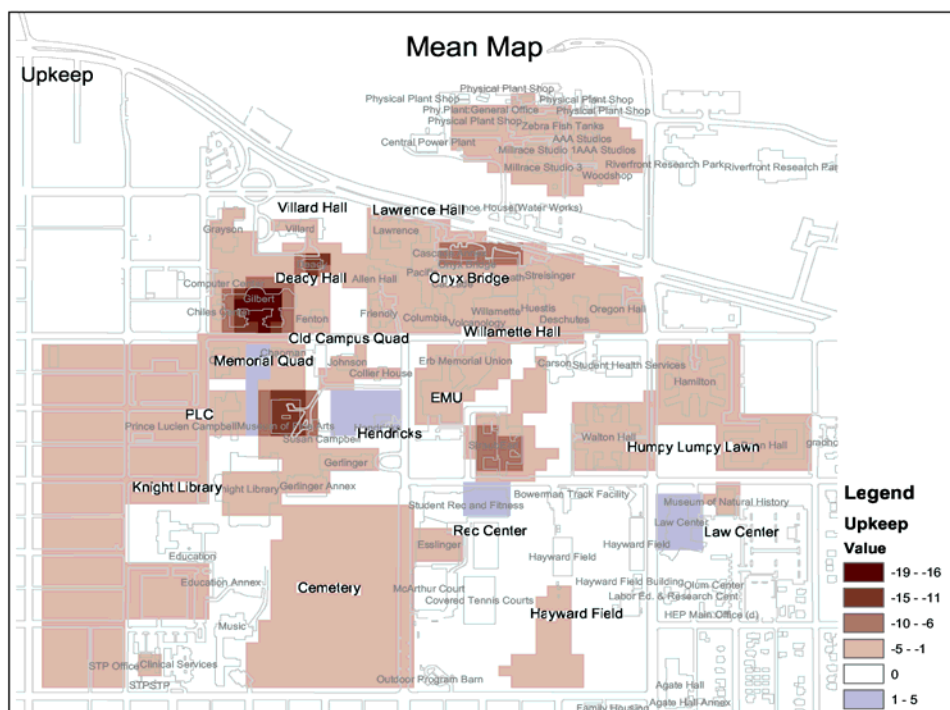 Mean Map
Upkeep
Physical Plant Shop
Physical Plant Shop
Physical Plant Shop
Phy Plant General Office
Physical Plant Shop
Physical Plant Shop
Zebra Fish Tanks
AAA Studios
Central Power Plant
Millrace Studio 1
AAA Studios
Millrace Studio 3
Woodshop
Riverfront Research Park
Riverfront Research Par
Villard Hall
Lawrence Hall
House(Water Works)
Grayson
Villard
Lawrence
Deady Hall
Allen Hall
Onyx Bridge
Streisinger
Computer
Gilbert
Fenton
Friendly
Columbia
Willamette
Volcanology
Huestis
Deschutes
Oregon Hall
Willamette Hall
Old Campus Quad
Memorial Quad
Johnson
Collier House
Erb Memorial Union
Carson
Student Health Services
Hamilton
PLC
EMU
Prince Lucien Campbell
Hendricks
Susan Campbell
Walton Hall
Humpy Lumpy Lawn
Gerlinger
Gerlinger Annex
Knight Library
Knight Library
Bowerman Track Facility
Museum of Natural History
Student Rec and Fitness
Law Center
Rec Center
Law Center
Hayward Field
Esslinger
Education
Education Annex
Hayward Field
Cemetery
McArthur Court
Covered Tennis Courts
Hayward Field Building
Olum Center
Labor Ed. & Research Cent
HEP Main Office (d)
Hayward Field
Music
STP Office
Clinical Services
STPSTP
Outdoor Program Barn
Family Housing
Agate Hall
Agate Hall Annex
Legend
Upkeep
Value
-19 - -16
-15 - -11
-10 - -6
-5 - -1
0
1 - 5